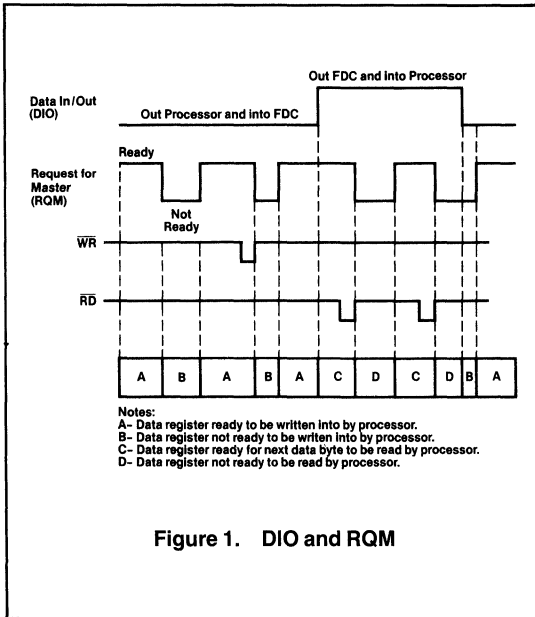 Out FDC and into Processor
Data In/Out
(DIO)
Out Processor and into FDC
Ready
Request for
Master
(RQM)
Not
Ready
WR
RD
A B A B A C D C D B A
Notes:
A– Data register ready to be written into by processor.
B– Data register not ready to be written into by processor.
C– Data register ready for next data byte to be read by processor.
D– Data register not ready to be read by processor.
Figure 1. DIO and RQM